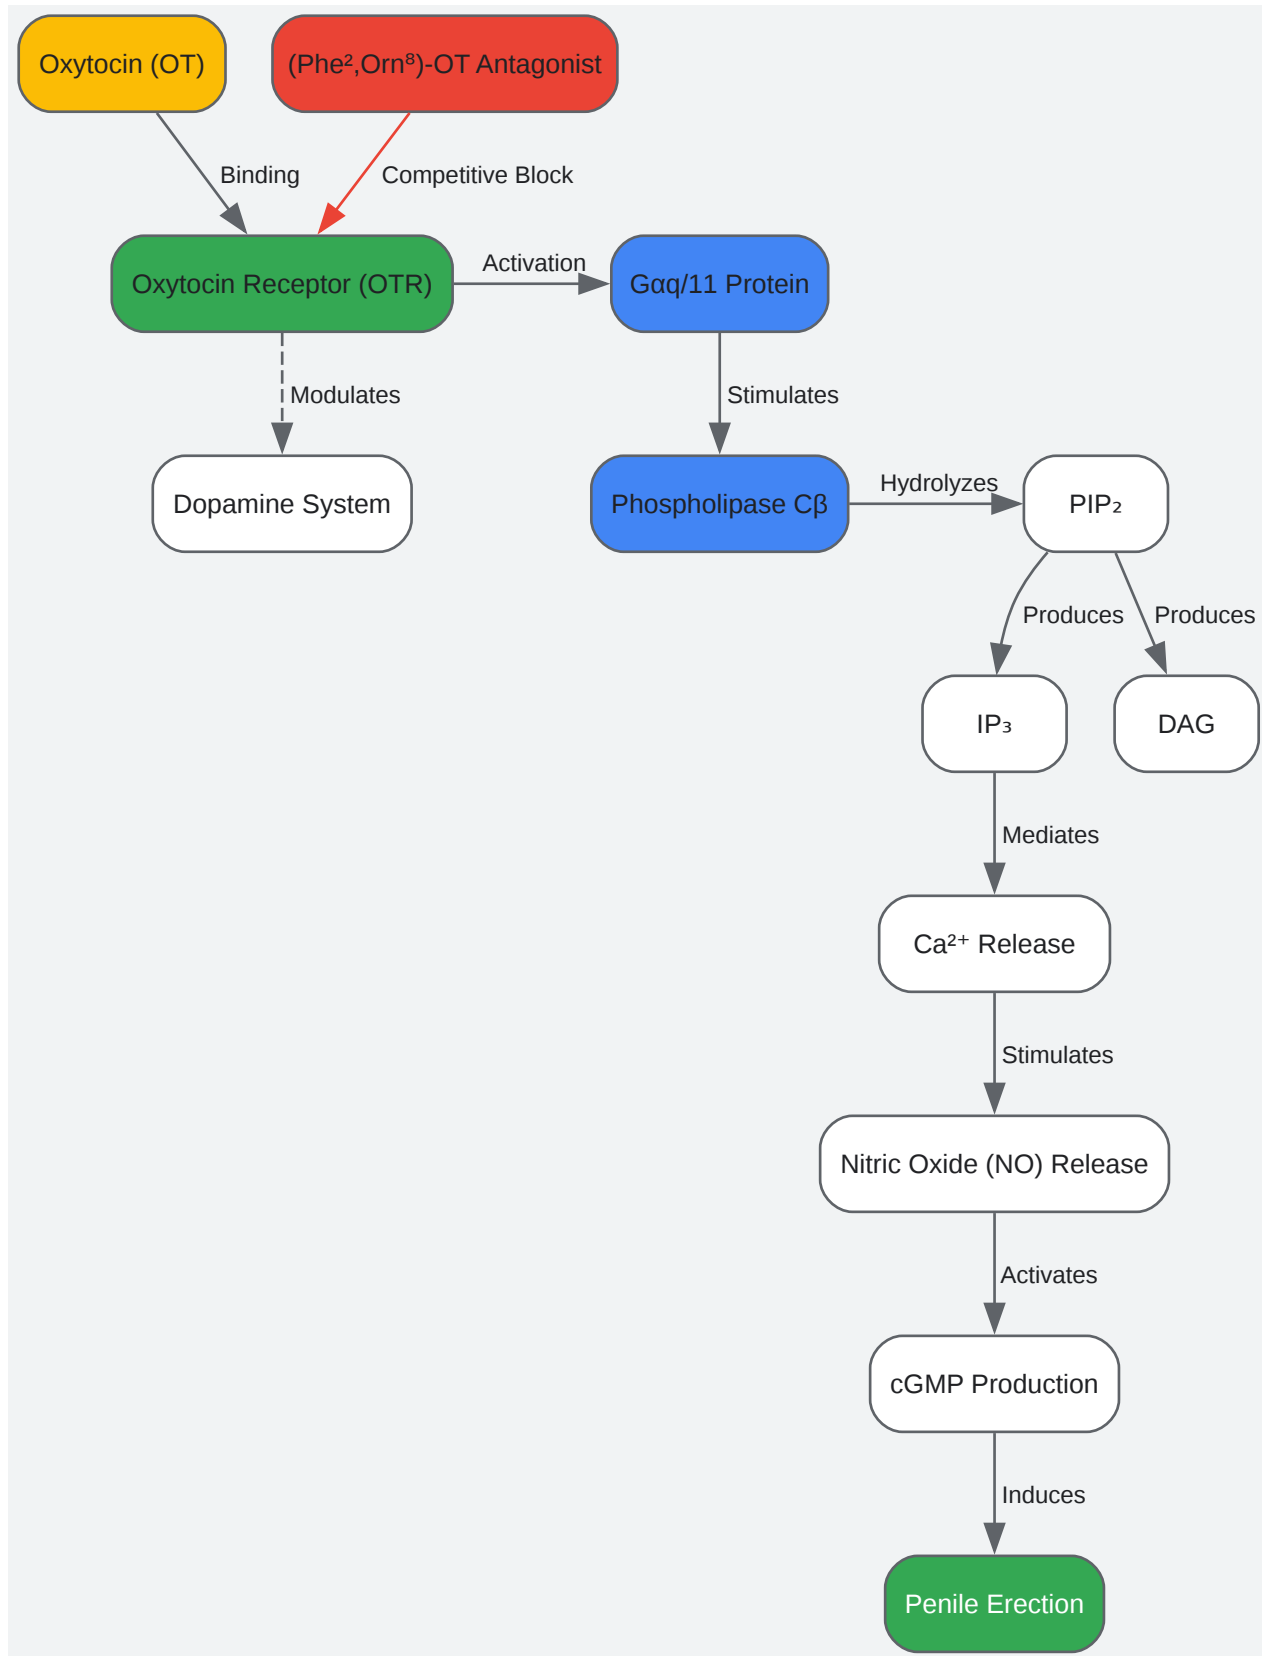 Oxytocin (OT)
(Phe²,Orn⁸)-OT Antagonist
Binding
Competitive Block
Oxytocin Receptor (OTR)
Activation
Gαq/11 Protein
Modulates
Stimulates
Dopamine System
Phospholipase Cβ
Hydrolyzes
PIP₂
Produces
Produces
IP₃
DAG
Mediates
Ca²⁺ Release
Stimulates
Nitric Oxide (NO) Release
Activates
cGMP Production
Induces
Penile Erection